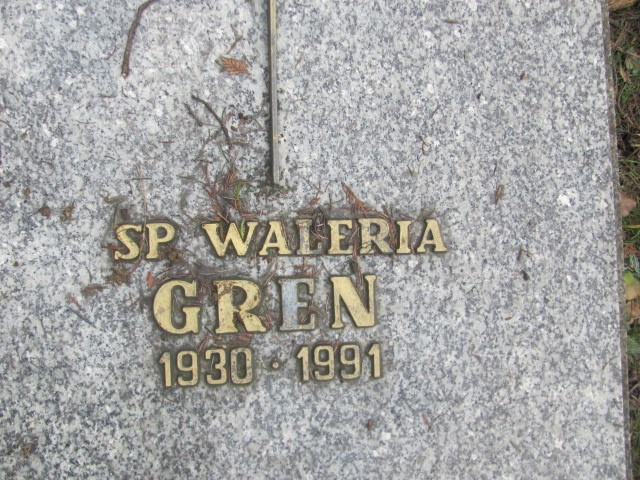 SP WALERIA
GREN
1930 · 1991